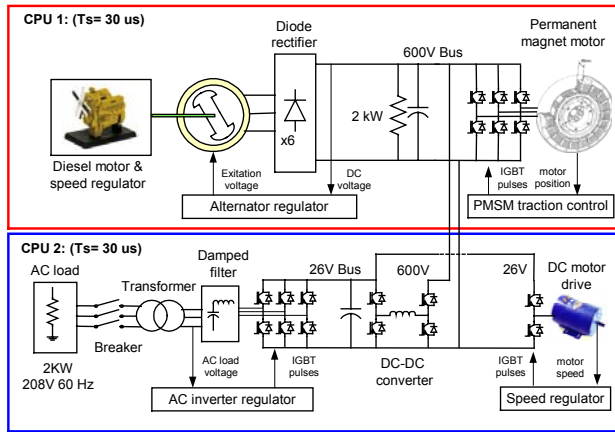 CPU 1: (Ts= 30 us)
Diode
rectifier
600V Bus
Permanent
magnet motor
2 kW
x6
Diesel motor &
speed regulator
Exitation
voltage
DC
voltage
IGBT
pulses
motor
position
Alternator regulator
PMSM traction control
CPU 2: (Ts= 30 us)
AC load
Transformer
Damped
filter
26V Bus
600V
26V
DC motor
drive
Breaker
2KW
208V 60 Hz
AC load
voltage
IGBT
pulses
DC-DC
converter
IGBT
pulses
motor
speed
AC inverter regulator
Speed regulator